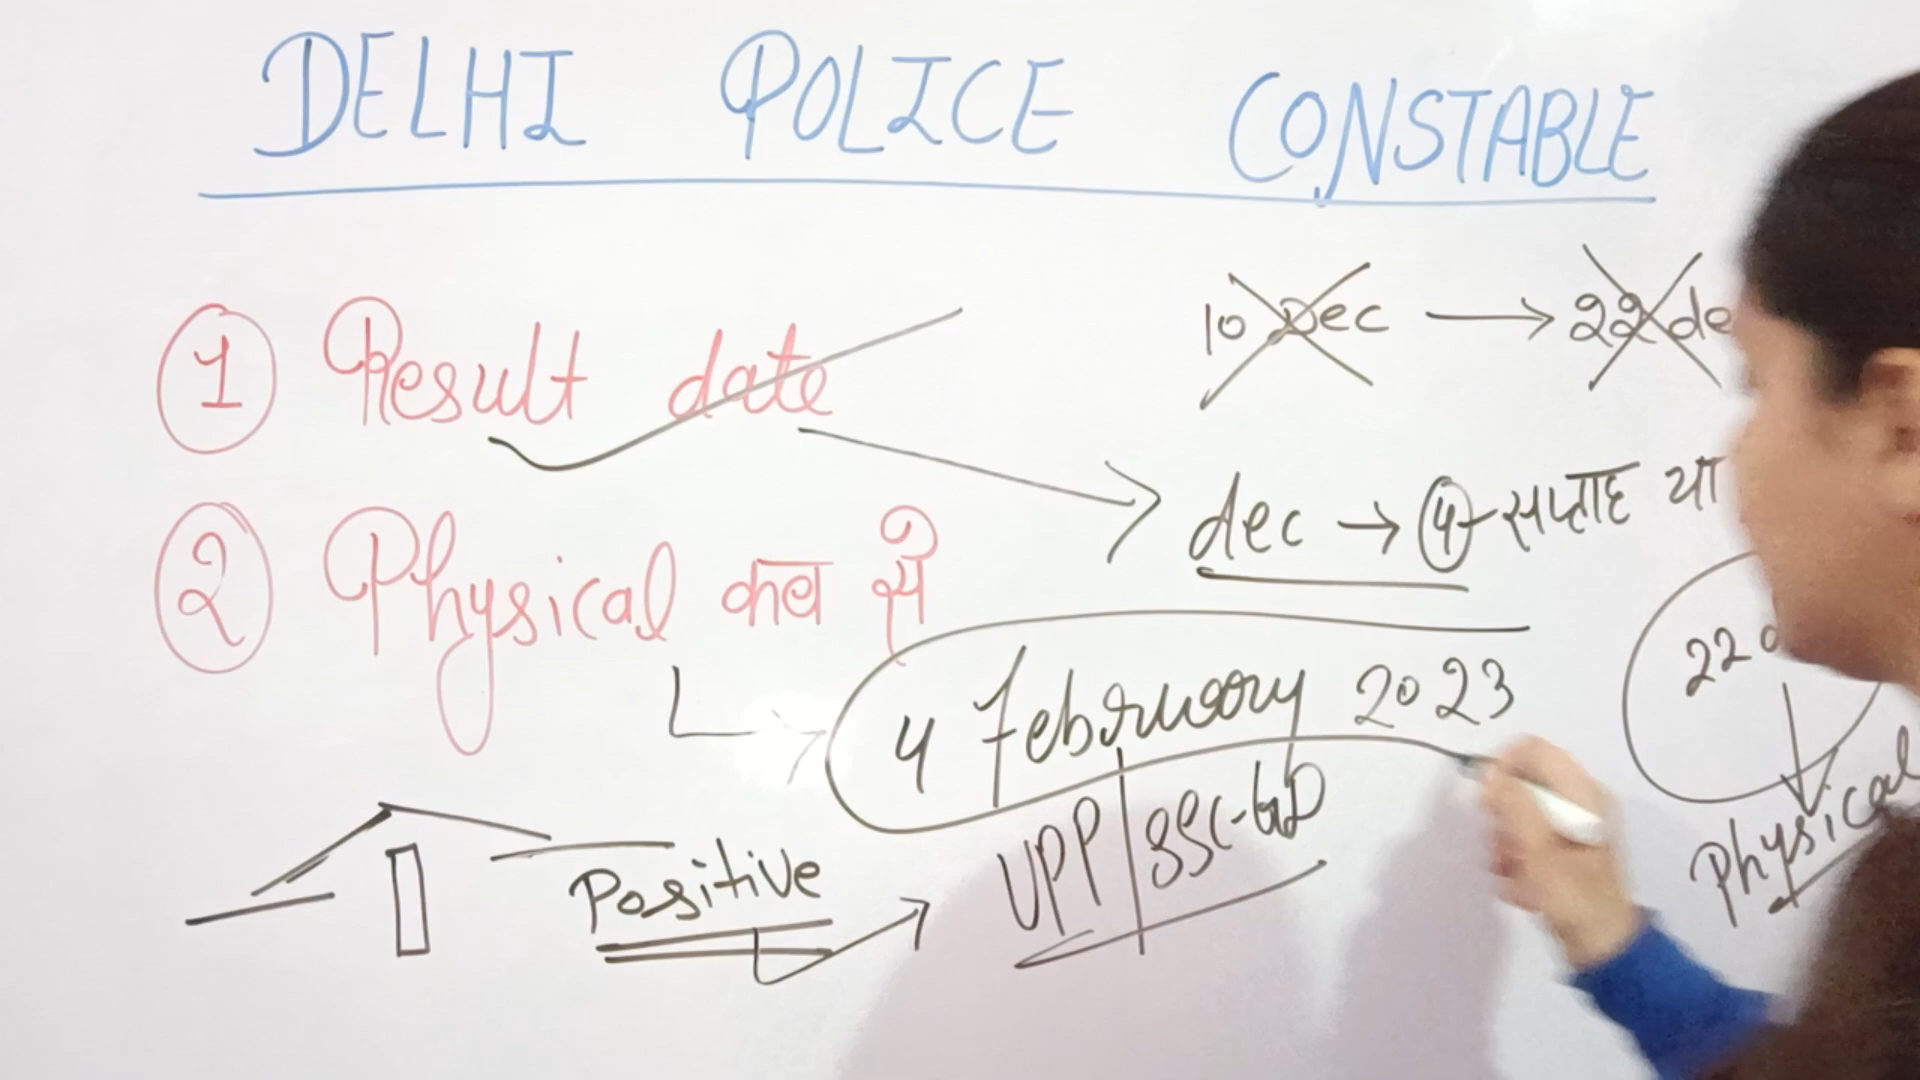 DELHI POLICE CONSTABLE
10 Dec → 22 de
① Result date
dec → ④ - सप्ताह या
② Physical कब से
22
4 February 2023
Physical
UPP | SSC-GD
Positive